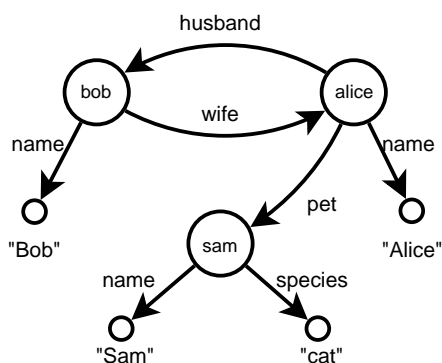 husband
bob
alice
wife
name
name
pet
"Bob"
sam
"Alice"
name
species
"Sam"
"cat"